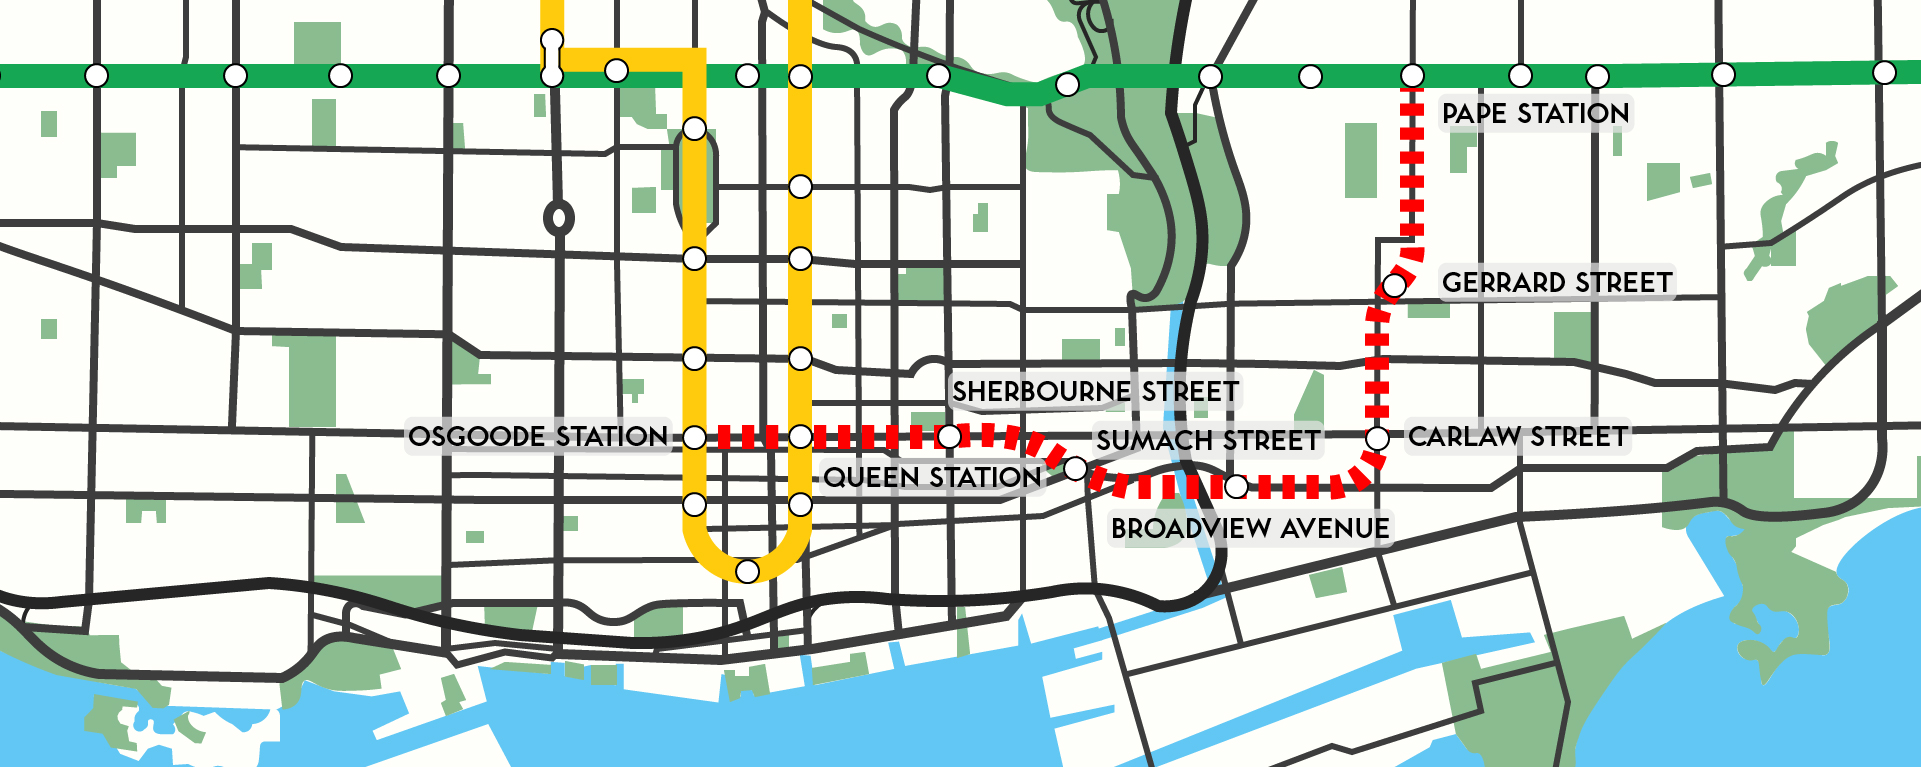 PAPE STATION
GERRARD STREET
SHERBOURNE STREET
OSGOODE STATION
SUMACH STREET
CARLAW STREET
QUEEN STATION
BROADVIEW AVENUE